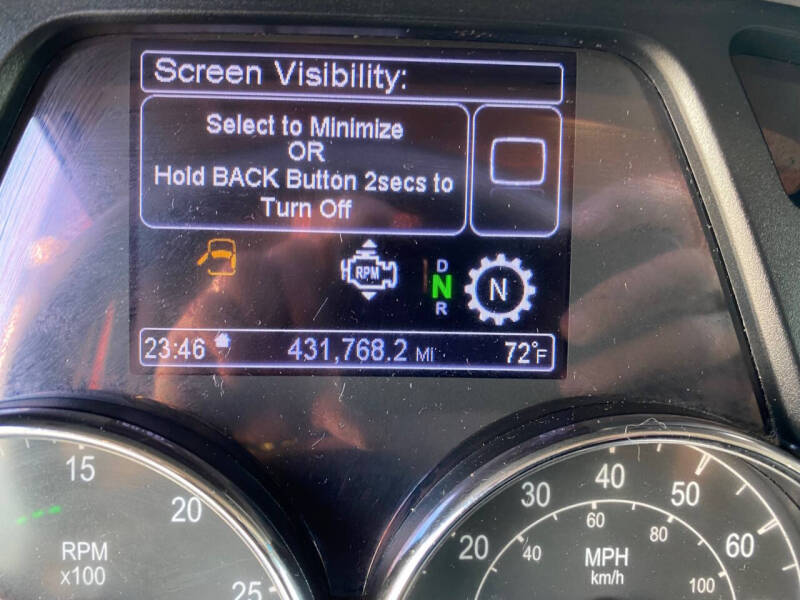 Screen Visibility:
Select to Minimize
OR
Hold BACK Button 2secs to
Turn Off
RPM
D
N
R
N
23:46 431,768.2 MI 72°F
15
20
25
RPM
x100
20 30 40 50 60
40 60 80 100
MPH
km/h